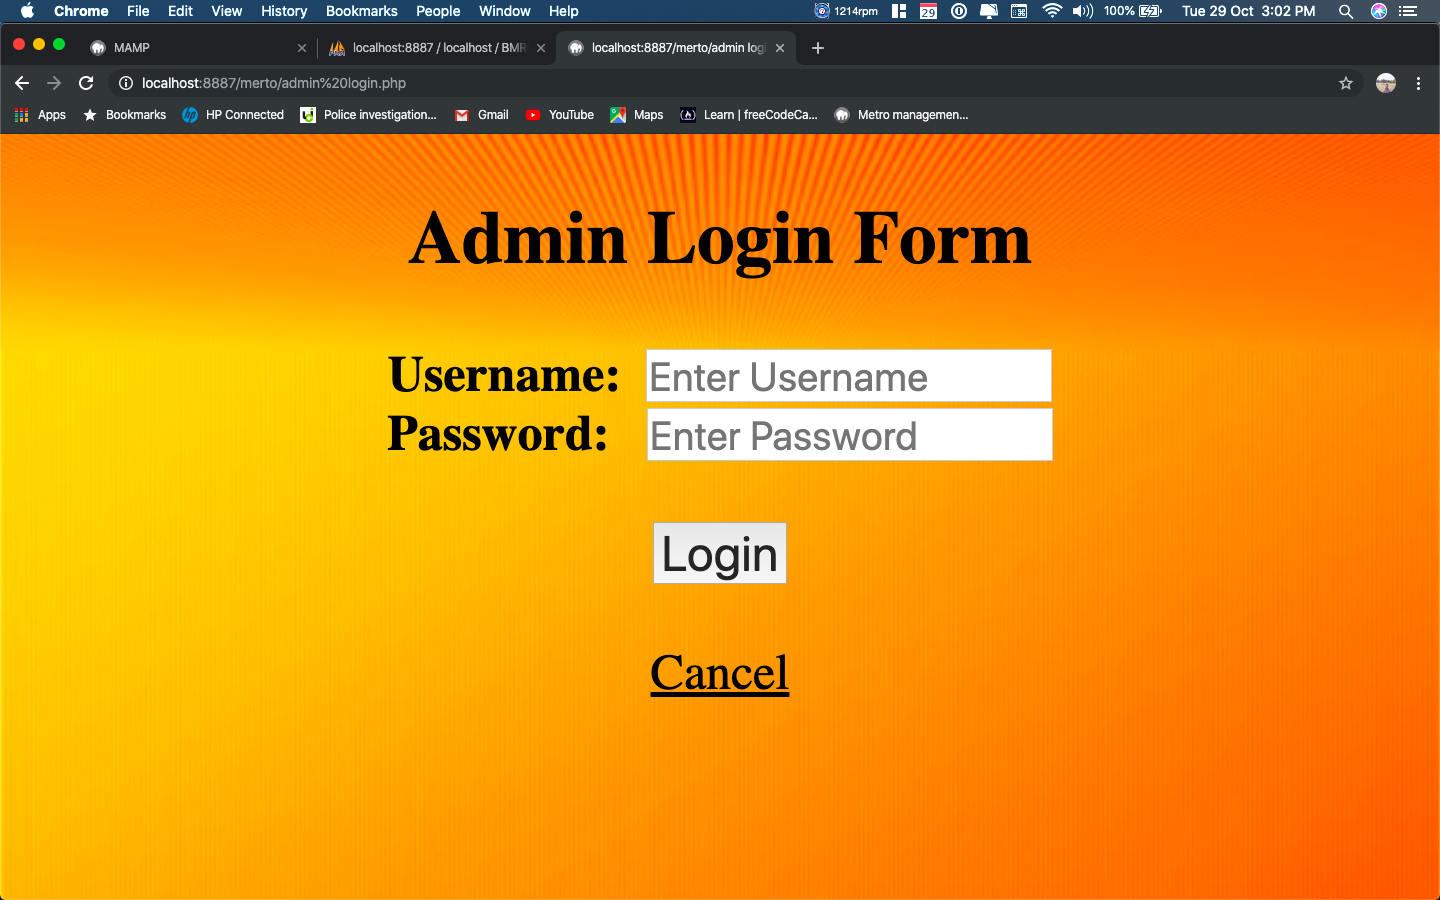 Chrome File Edit View History Bookmarks People Window Help 1214rpm 29 100% Tue 29 Oct 3:02 PM
MAMP localhost:8887 / localhost / BMR localhost:8887/merto/admin logi
localhost:8887/merto/admin%20login.php
Apps Bookmarks HP Connected Police investigation... Gmail YouTube Maps Learn | freeCodeCa... Metro managemen...
Admin Login Form
Username: Enter Username
Password: Enter Password
Login
Cancel